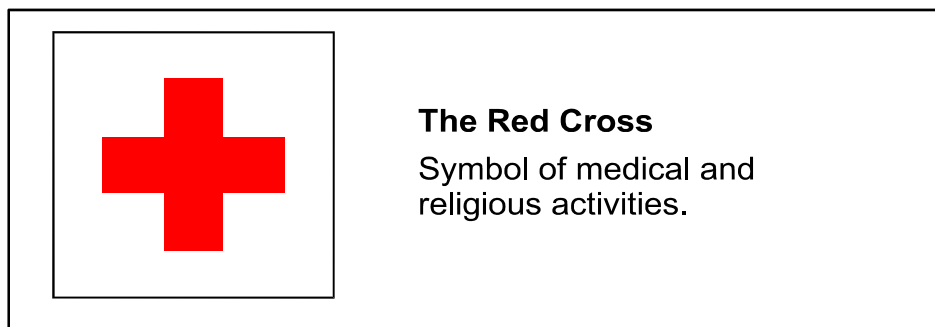 The Red Cross
Symbol of medical and
religious activities.